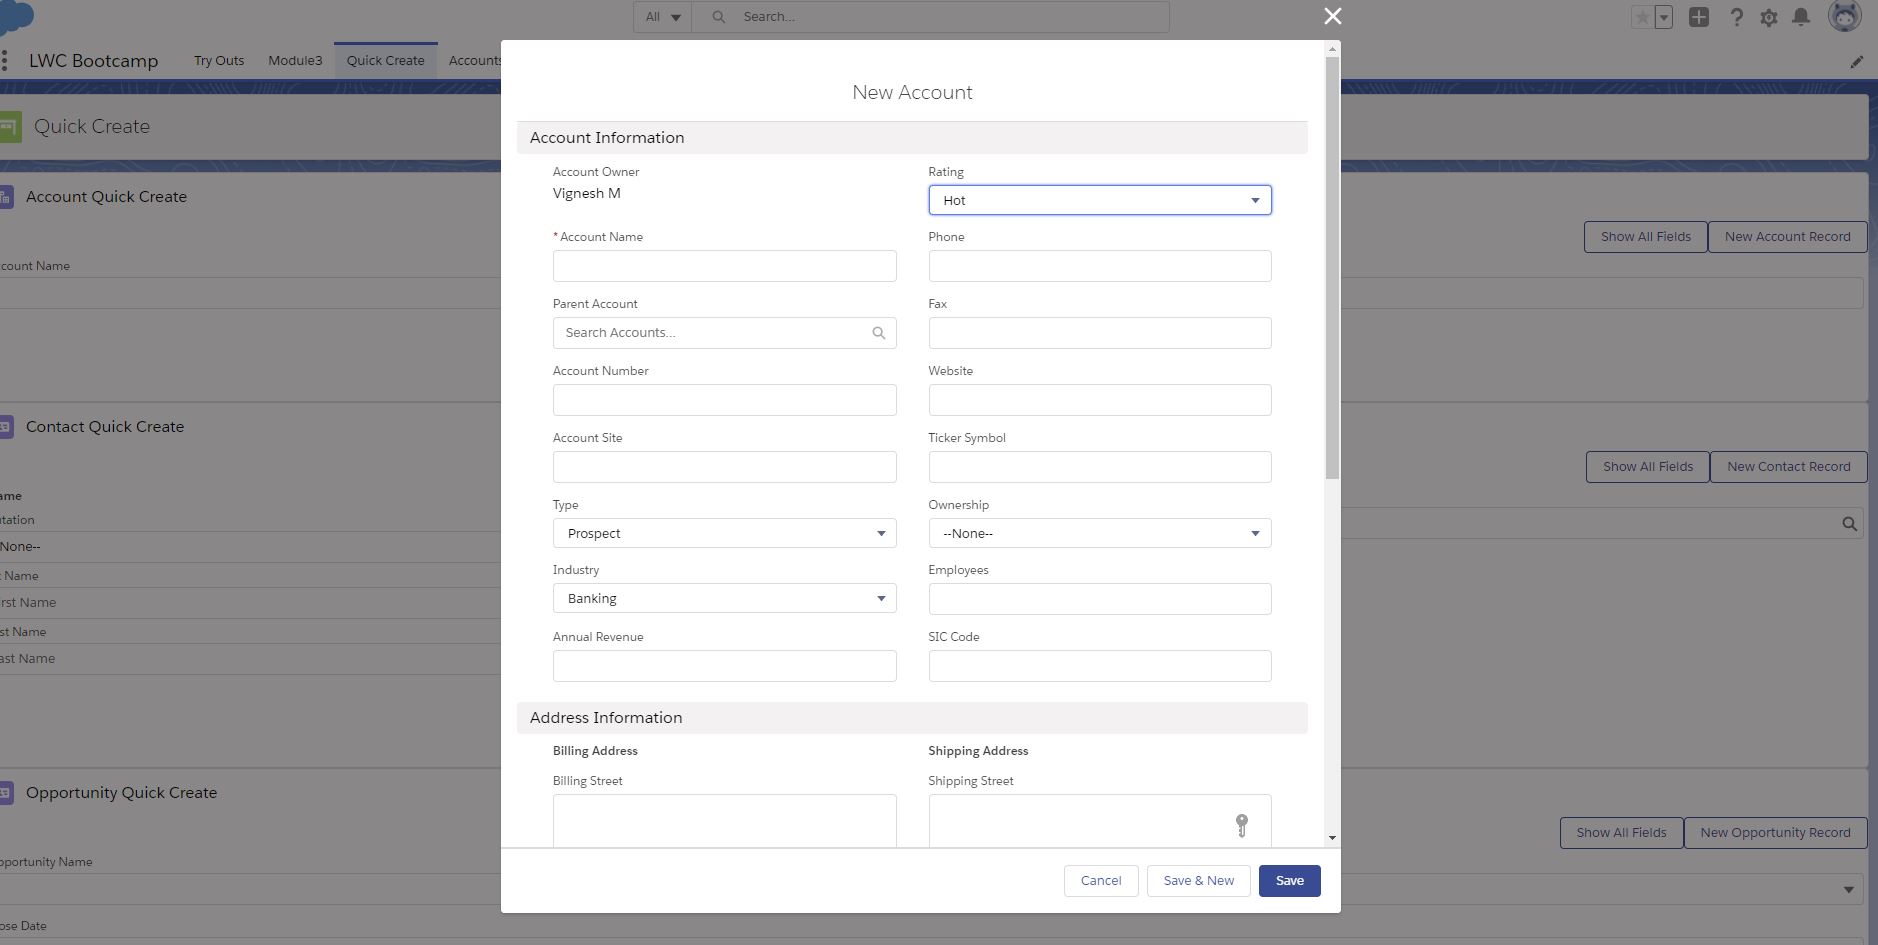 All
Search...
LWC Bootcamp
Try Outs
Module3
Quick Create
Accounts
Quick Create
Account Quick Create
Show All Fields
New Account Record
count Name
Contact Quick Create
Show All Fields
New Contact Record
ame
tation
None--
t Name
rst Name
st Name
ast Name
Opportunity Quick Create
Show All Fields
New Opportunity Record
pportunity Name
ose Date
New Account
Account Information
Account Owner
Vignesh M
Rating
Hot
* Account Name
Phone
Parent Account
Search Accounts...
Fax
Account Number
Website
Account Site
Ticker Symbol
Type
Prospect
Ownership
--None--
Industry
Banking
Employees
Annual Revenue
SIC Code
Address Information
Billing Address
Shipping Address
Billing Street
Shipping Street
Cancel
Save & New
Save